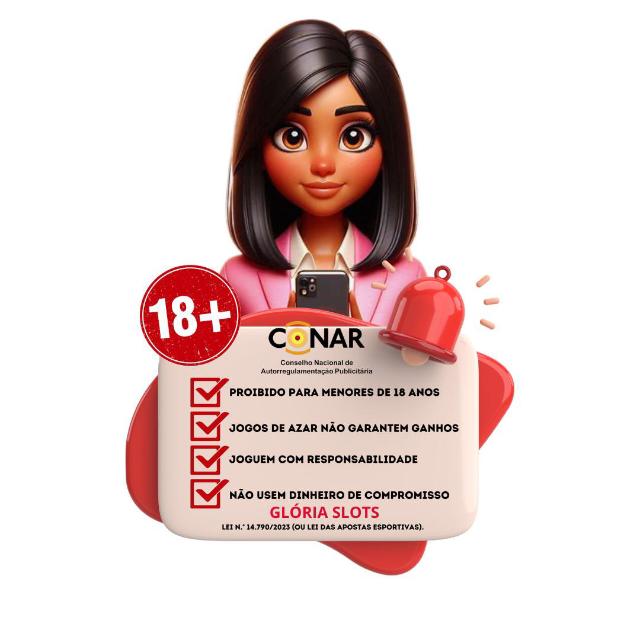 18+
CONAR
Conselho Nacional de
Autorregulamentação Publicitária
PROIBIDO PARA MENORES DE 18 ANOS
JOGOS DE AZAR NÃO GARANTEM GANHOS
JOGUEM COM RESPONSABILIDADE
NÃO USEM DINHEIRO DE COMPROMISSO
GLÓRIA SLOTS
LEI N.º 14.790/2023 (OU LEI DAS APOSTAS ESPORTIVAS).